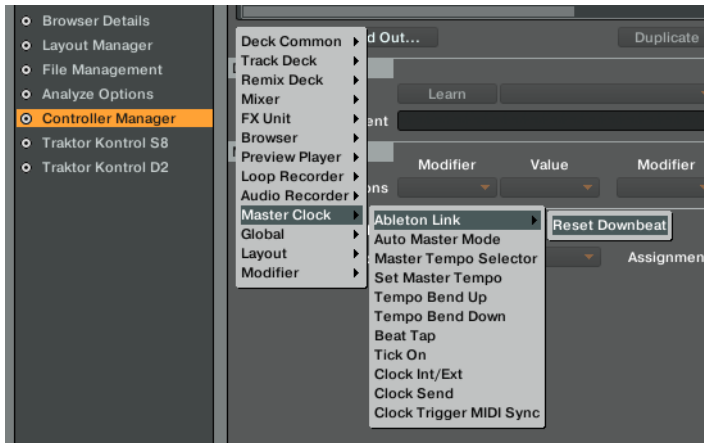 Browser Details
Layout Manager
File Management
Analyze Options
Controller Manager
Traktor Kontrol S8
Traktor Kontrol D2
d Out...
Duplicate
Deck Common
Track Deck
Remix Deck
Mixer
FX Unit
Browser
Preview Player
Loop Recorder
Audio Recorder
Master Clock
Global
Layout
Modifier
Learn
ent
Modifier Value Modifier
ons
Ableton Link
Auto Master Mode
Master Tempo Selector
Set Master Tempo
Tempo Bend Up
Tempo Bend Down
Beat Tap
Tick On
Clock Int/Ext
Clock Send
Clock Trigger MIDI Sync
Reset Downbeat
Assignmen